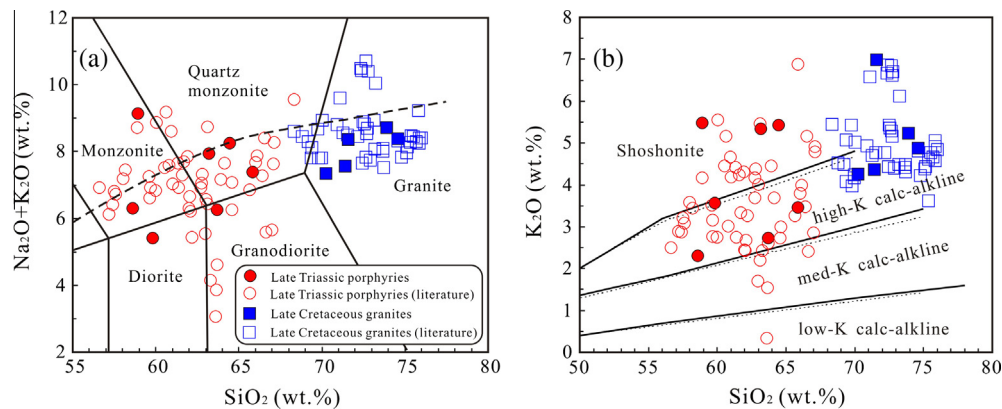 (a)
Na₂O+K₂O (wt.%)
12
10
8
6
4
2
Quartz
monzonite
Monzonite
Granite
Diorite
Granodiorite
Late Triassic porphyries
Late Triassic porphyries (literature)
Late Cretaceous granites
Late Cretaceous granites (literature)
55 60 65 70 75 80
SiO₂ (wt.%)
(b)
K₂O (wt.%)
8
7
6
5
4
3
2
1
0
Shoshonite
high-K calc-alkline
med-K calc-alkline
low-K calc-alkline
50 55 60 65 70 75 80
SiO₂ (wt.%)